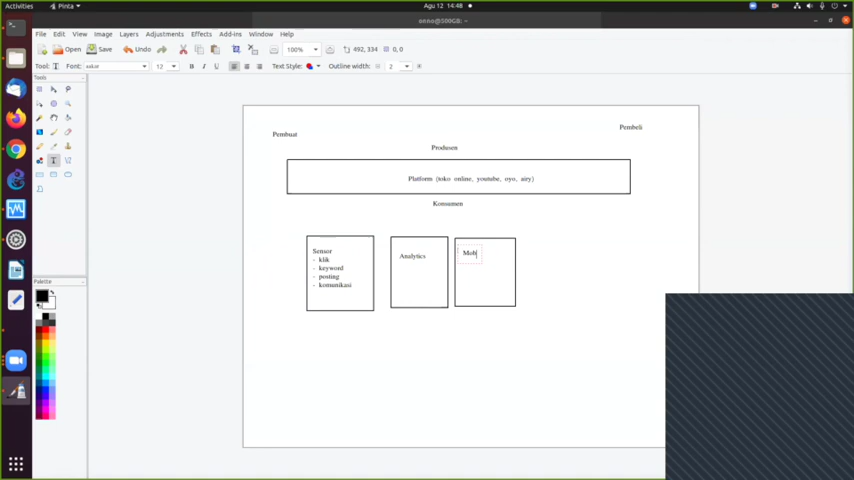 Activities
Pinta
Agu 12 14:48
onno@500GB: ~
File Edit View Image Layers Adjustments Effects Add-ins Window Help
Open Save Undo 100% 492, 334 0, 0
Tool: T Font: 12 B I U Text Style: Outline width: 2
Tools
Palette
Pembuat
Pembeli
Produsen
Platform (toko online, youtube, oyo, airy)
Konsumen
Sensor
- klik
- keyword
- posting
- komunikasi
Analytics
Mob